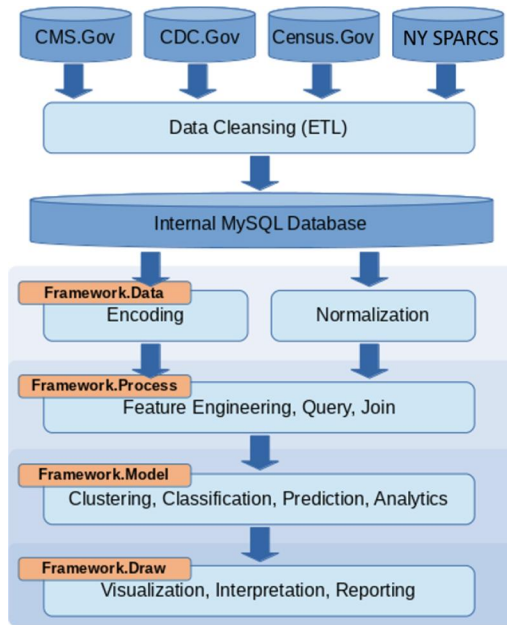 CMS.Gov
CDC.Gov
Census.Gov
NY SPARCS
Data Cleansing (ETL)
Internal MySQL Database
Framework.Data
Encoding
Normalization
Framework.Process
Feature Engineering, Query, Join
Framework.Model
Clustering, Classification, Prediction, Analytics
Framework.Draw
Visualization, Interpretation, Reporting